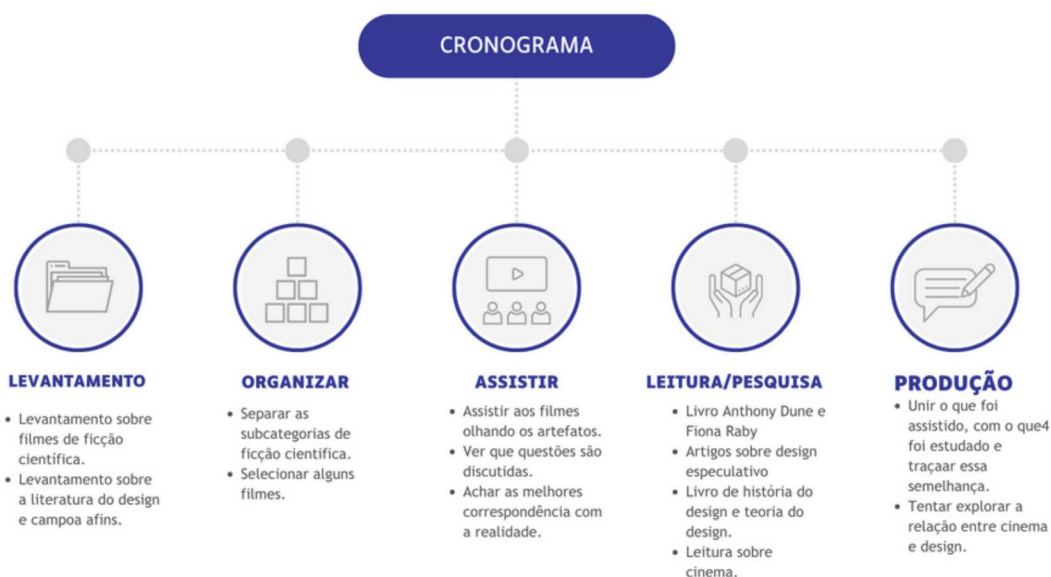 CRONOGRAMA
LEVANTAMENTO
• Levantamento sobre
filmes de ficção
científica.
• Levantamento sobre
a literatura do design
e campoa afins.
ORGANIZAR
• Separar as
subcategorias de
ficção cientifica.
• Selecionar alguns
filmes.
ASSISTIR
• Assistir aos filmes
olhando os artefatos.
• Ver que questões são
discutidas.
• Achar as melhores
correspondência com
a realidade.
LEITURA/PESQUISA
• Livro Anthony Dune e
Fiona Raby
• Artigos sobre design
especulativo
• Livro de história do
design e teoria do
design.
• Leitura sobre
cinema.
PRODUÇÃO
• Unir o que foi
assistido, com o que4
foi estudado e
traçaar essa
semelhança.
• Tentar explorar a
relação entre cinema
e design.